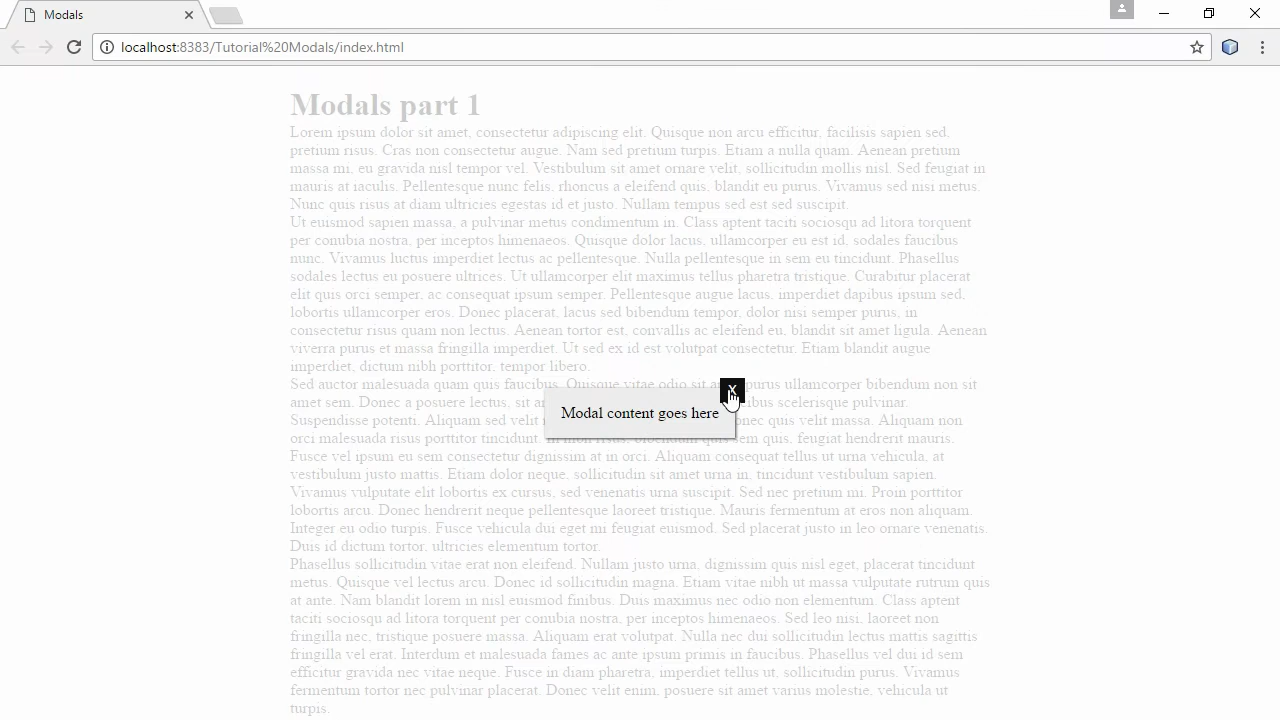 Modals
localhost:8383/Tutorial%20Modals/index.html
Modals part 1
Lorem ipsum dolor sit amet, consectetur adipiscing elit. Quisque non arcu efficitur, facilisis sapien sed,
pretium risus. Cras non consectetur augue. Nam sed pretium turpis. Etiam a nulla quam. Aenean pretium
massa mi, eu gravida nisl tempor vel. Vestibulum sit amet ornare velit, sollicitudin mollis nisl. Sed feugiat in
mauris at iaculis. Pellentesque nunc felis, rhoncus a eleifend quis, blandit eu purus. Vivamus sed nisi metus.
Nunc quis risus at diam ultricies egestas id et justo. Nullam tempus sed est sed suscipit.
Ut euismod sapien massa, a pulvinar metus condimentum in. Class aptent taciti sociosqu ad litora torquent
per conubia nostra, per inceptos himenaeos. Quisque dolor lacus, ullamcorper eu est id, sodales faucibus
nunc. Vivamus luctus imperdiet lectus ac pellentesque. Nulla pellentesque in sem eu tincidunt. Phasellus
sodales lectus eu posuere ultrices. Ut ullamcorper elit maximus tellus pharetra tristique. Curabitur placerat
elit quis orci semper, ac consequat ipsum semper. Pellentesque augue lacus, imperdiet dapibus ipsum sed,
lobortis ullamcorper eros. Donec placerat, lacus sed bibendum tempor, dolor nisi semper purus, in
consectetur risus quam non lectus. Aenean tortor est, convallis ac eleifend eu, blandit sit amet ligula. Aenean
viverra purus et massa fringilla imperdiet. Ut sed ex id est volutpat consectetur. Etiam blandit augue
imperdiet, dictum nibh porttitor, tempor libero.
Sed auctor malesuada quam quis faucibus. Quisque vitae odio sit purus ullamcorper bibendum non sit
amet sem. Donec a posuere lectus, sit scelerisque pulvinar.
Suspendisse potenti. Aliquam sed velit quis velit massa. Aliquam non
orci malesuada risus porttitor tincidunt. sem quis, feugiat hendrerit mauris.
Fusce vel ipsum eu sem consectetur dignissim at in orci. Aliquam consequat tellus ut urna vehicula, at
vestibulum justo mattis. Etiam dolor neque, sollicitudin sit amet urna in, tincidunt vestibulum sapien.
Vivamus vulputate elit lobortis ex cursus, sed venenatis urna suscipit. Sed nec pretium mi. Proin porttitor
lobortis arcu. Donec hendrerit neque pellentesque laoreet tristique. Mauris fermentum at eros non aliquam.
Integer eu odio turpis. Fusce vehicula dui eget mi feugiat euismod. Sed placerat justo in leo ornare venenatis.
Duis id dictum tortor, ultricies elementum tortor.
Phasellus sollicitudin vitae erat non eleifend. Nullam justo urna, dignissim quis nisl eget, placerat tincidunt
metus. Quisque vel lectus arcu. Donec id sollicitudin magna. Etiam vitae nibh ut massa vulputate rutrum quis
at ante. Nam blandit lorem in nisl euismod finibus. Duis maximus nec odio non elementum. Class aptent
taciti sociosqu ad litora torquent per conubia nostra, per inceptos himenaeos. Sed leo nisi, laoreet non
fringilla nec, tristique posuere massa. Aliquam erat volutpat. Nulla nec dui sollicitudin lectus mattis sagittis
fringilla vel erat. Interdum et malesuada fames ac ante ipsum primis in faucibus. Phasellus vel dui id sem
efficitur gravida nec vitae neque. Fusce in diam pharetra, imperdiet tellus ut, sollicitudin purus. Vivamus
fermentum tortor nec pulvinar placerat. Donec velit enim, posuere sit amet varius molestie, vehicula ut
turpis.
X
Modal content goes here